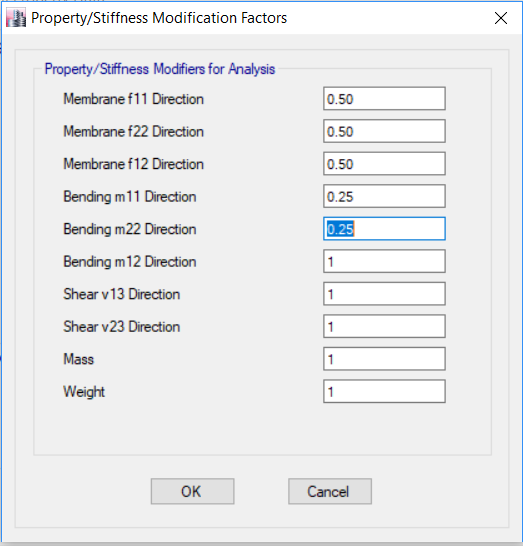 Property/Stiffness Modification Factors
Property/Stiffness Modifiers for Analysis
Membrane f11 Direction 0.50
Membrane f22 Direction 0.50
Membrane f12 Direction 0.50
Bending m11 Direction 0.25
Bending m22 Direction 0.25
Bending m12 Direction 1
Shear v13 Direction 1
Shear v23 Direction 1
Mass 1
Weight 1
OK Cancel